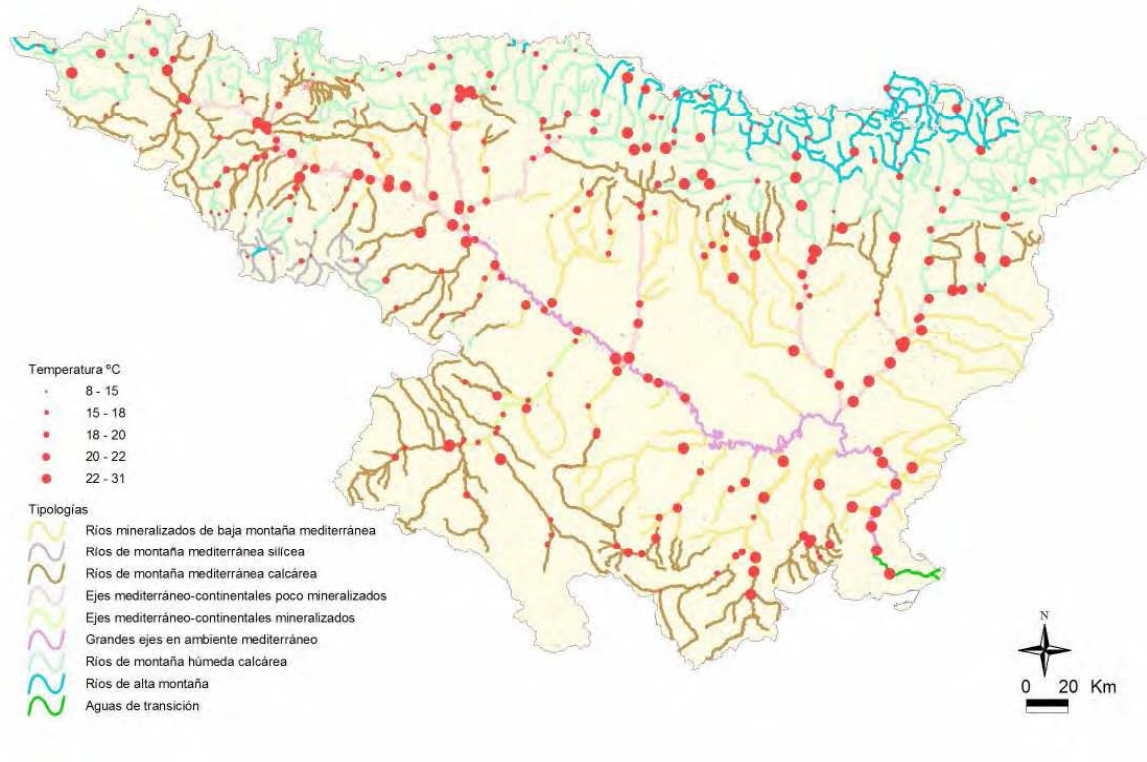 Temperatura ºC
8 - 15
15 - 18
18 - 20
20 - 22
22 - 31
Tipologías
Ríos mineralizados de baja montaña mediterránea
Ríos de montaña mediterránea silícea
Ríos de montaña mediterránea calcárea
Ejes mediterráneo-continentales poco mineralizados
Ejes mediterráneo-continentales mineralizados
Grandes ejes en ambiente mediterráneo
Ríos de montaña húmeda calcárea
Ríos de alta montaña
Aguas de transición
N
0 20 Km